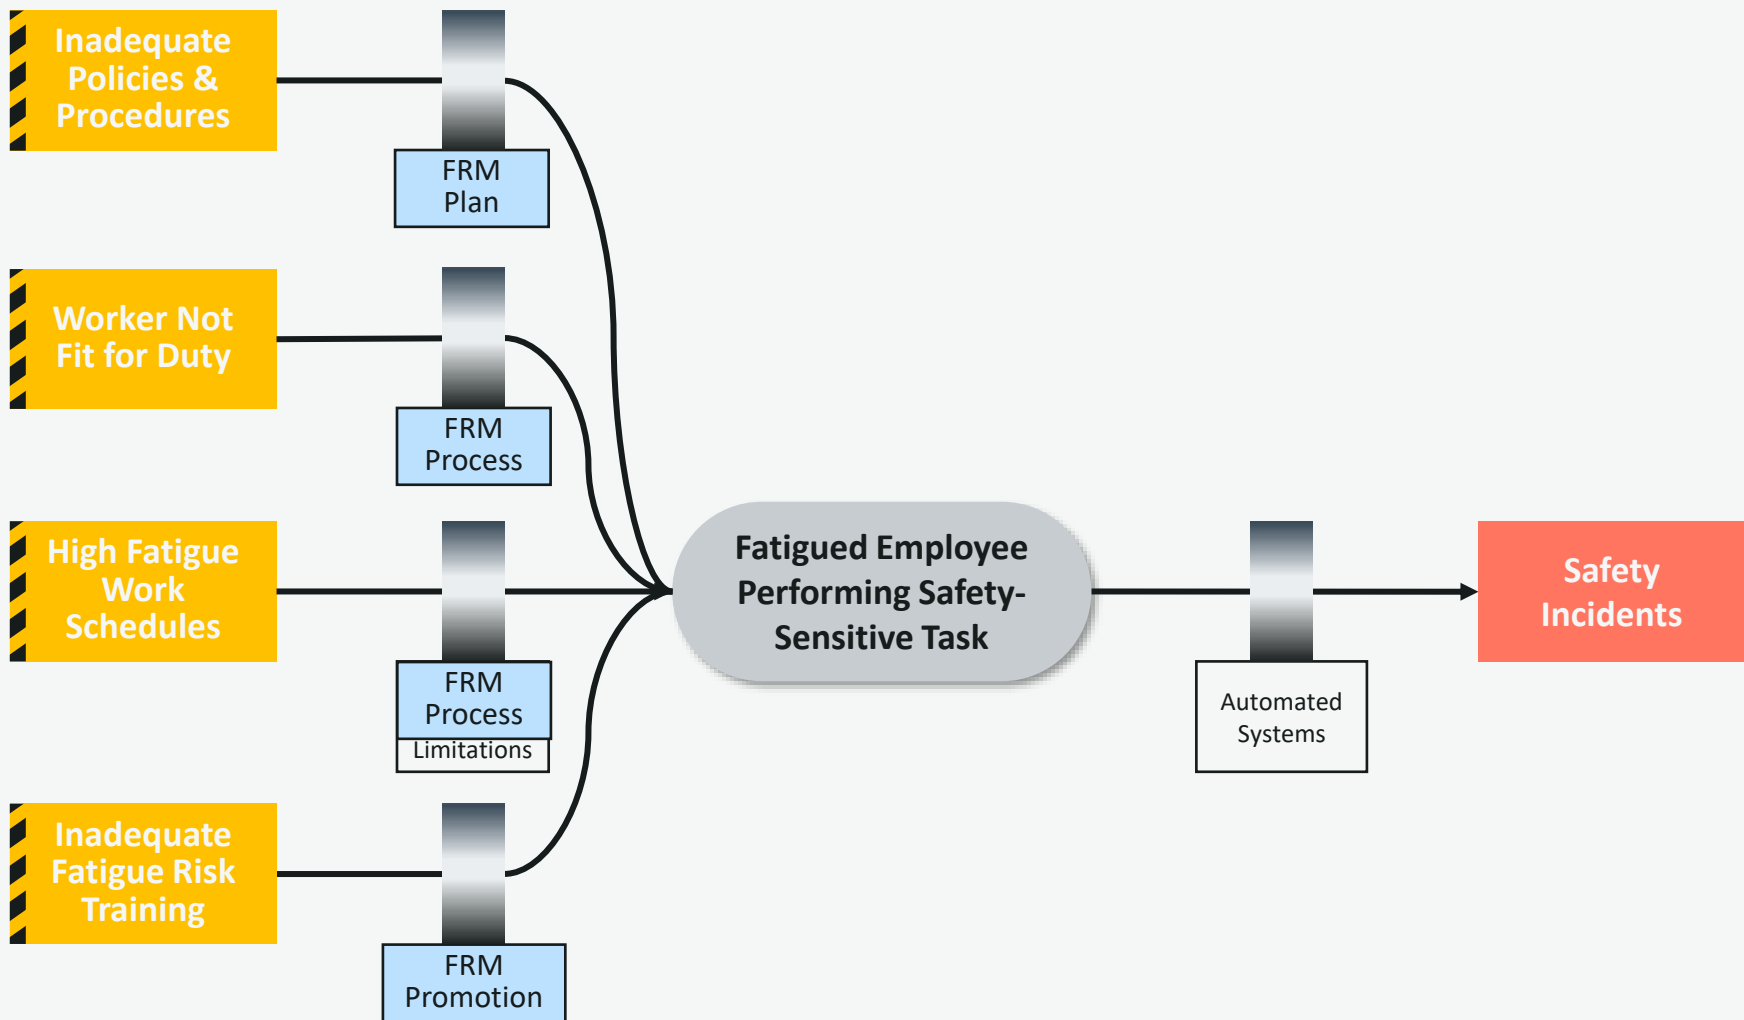 Inadequate
Policies &
Procedures
FRM
Plan
Worker Not
Fit for Duty
FRM
Process
High Fatigue
Work
Schedules
FRM
Process
Limitations
Inadequate
Fatigue Risk
Training
FRM
Promotion
Fatigued Employee
Performing Safety-
Sensitive Task
Automated
Systems
Safety
Incidents